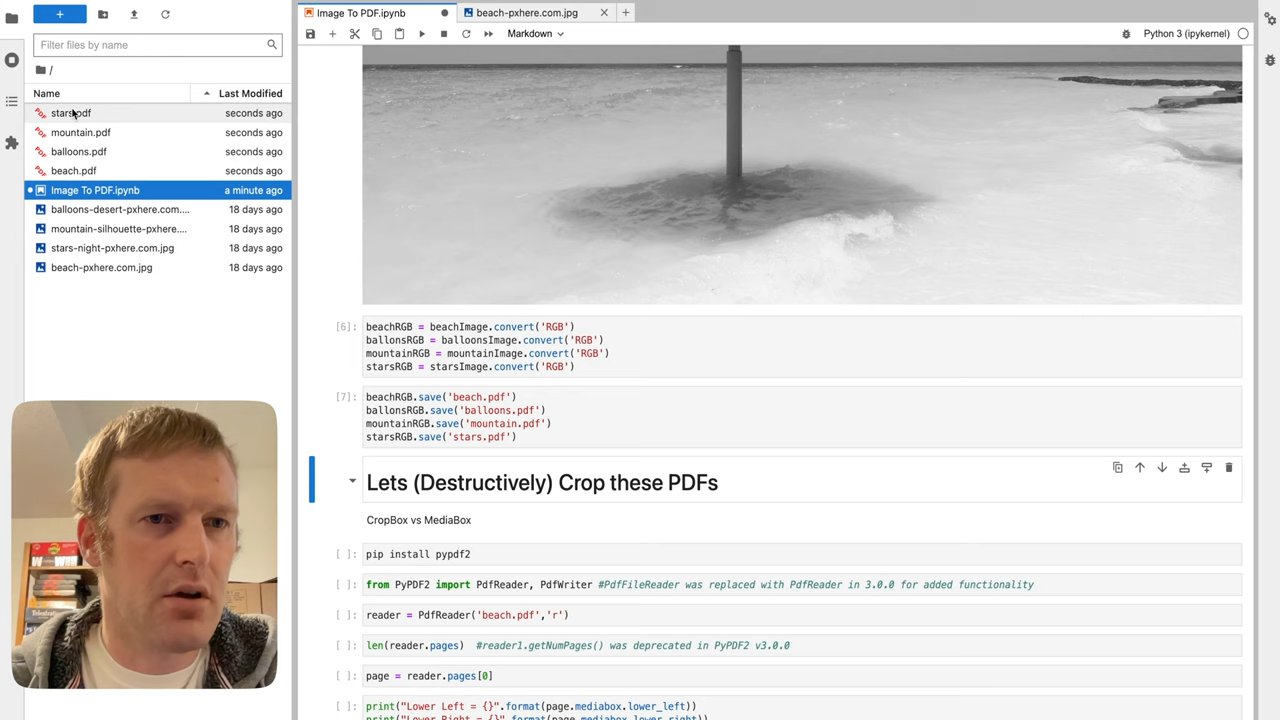 Image To PDF.ipynb
beach-pxhere.com.jpg
Filter files by name
Markdown
Python 3 (ipykernel)
/
Name
Last Modified
stars.pdf
seconds ago
mountain.pdf
seconds ago
balloons.pdf
seconds ago
beach.pdf
seconds ago
Image To PDF.ipynb
a minute ago
balloons-desert-pxhere.com....
18 days ago
mountain-silhouette-pxhere....
18 days ago
stars-night-pxhere.com.jpg
18 days ago
beach-pxhere.com.jpg
18 days ago
[6]:
beachRGB = beachImage.convert('RGB')
ballonsRGB = balloonsImage.convert('RGB')
mountainRGB = mountainImage.convert('RGB')
starsRGB = starsImage.convert('RGB')
[7]:
beachRGB.save('beach.pdf')
ballonsRGB.save('balloons.pdf')
mountainRGB.save('mountain.pdf')
starsRGB.save('stars.pdf')
Lets (Destructively) Crop these PDFs
CropBox vs MediaBox
[ ]: pip install pypdf2
[ ]: from PyPDF2 import PdfReader, PdfWriter #PdfFileReader was replaced with PdfReader in 3.0.0 for added functionality
[ ]: reader = PdfReader('beach.pdf','r')
[ ]: len(reader.pages) #reader1.getNumPages() was deprecated in PyPDF2 v3.0.0
[ ]: page = reader.pages[0]
[ ]: print("Lower Left = {}".format(page.mediabox.lower_left))
print("Lower Right = {}".format(page.mediabox.lower_right))